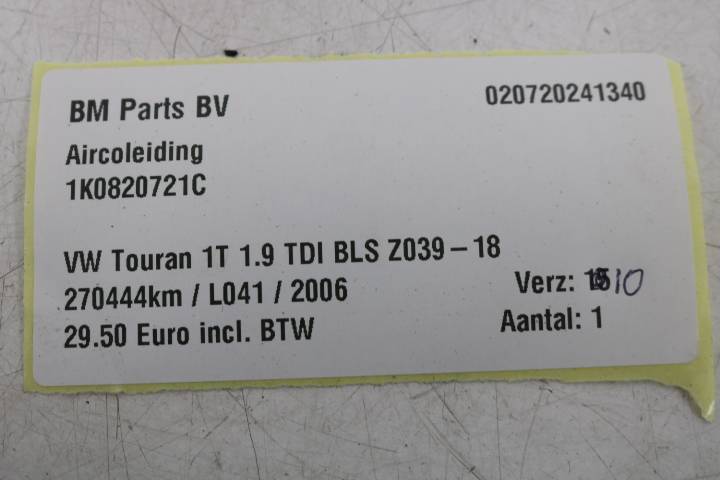 BM Parts BV
020720241340
Aircoleiding
1K0820721C
VW Touran 1T 1.9 TDI BLS Z039 – 18
270444km / L041 / 2006
Verz: 10
29.50 Euro incl. BTW
Aantal: 1